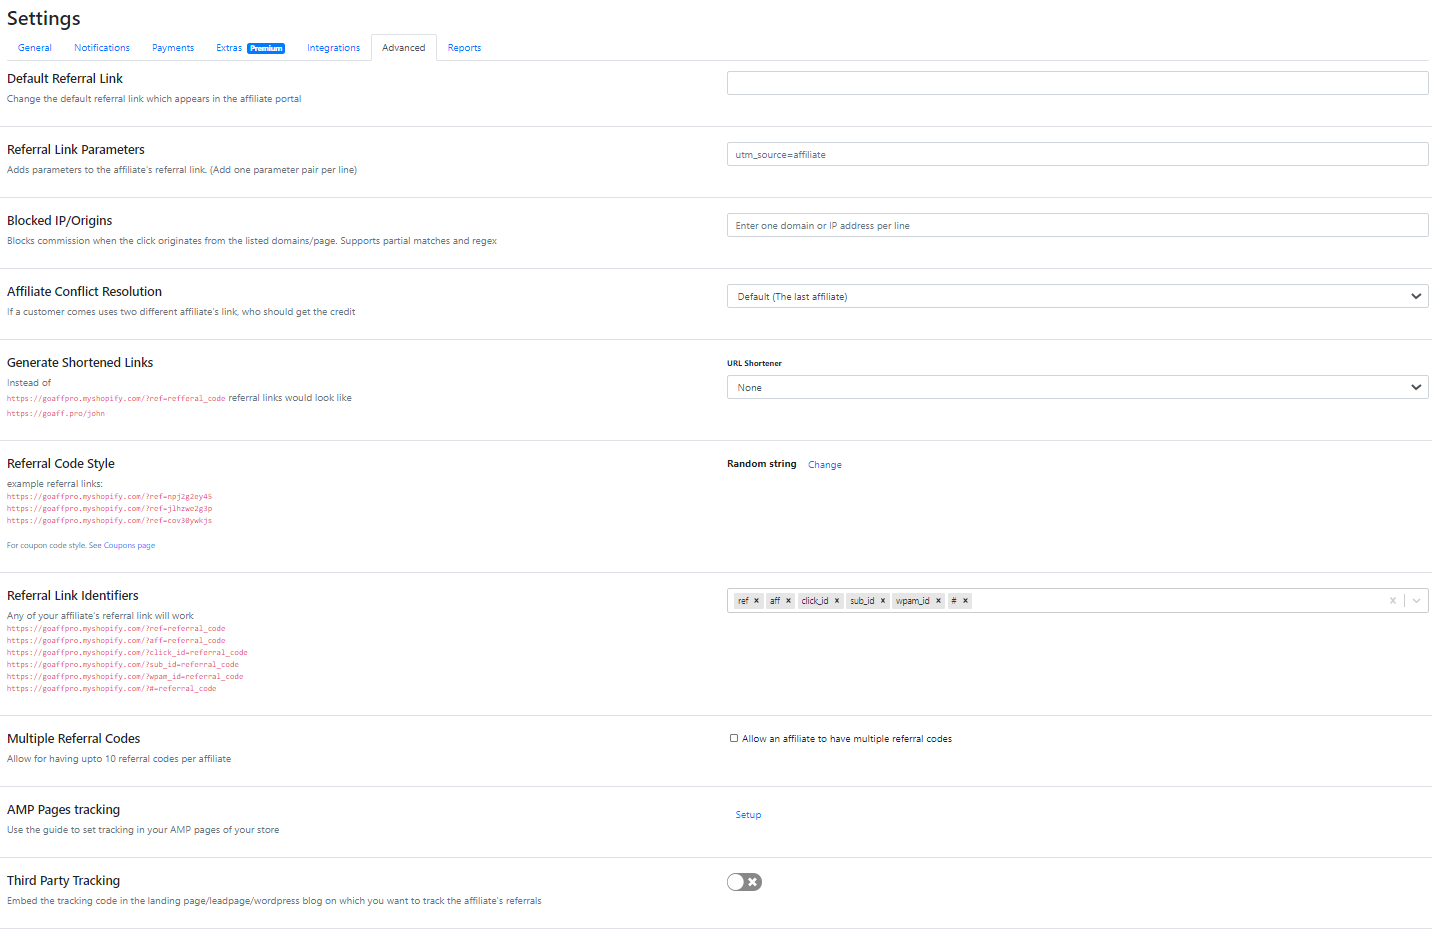 Settings
General Notifications Payments Extras Premium Integrations Advanced Reports
Default Referral Link
Change the default referral link which appears in the affiliate portal
Referral Link Parameters
Adds parameters to the affiliate's referral link. (Add one parameter pair per line)
utm_source=affiliate
Blocked IP/Origins
Blocks commission when the click originates from the listed domains/page. Supports partial matches and regex
Enter one domain or IP address per line
Affiliate Conflict Resolution
If a customer comes uses two different affiliate's link, who should get the credit
Default (The last affiliate)
Generate Shortened Links
Instead of
https://goaffpro.myshopify.com/?ref=refferal_code referral links would look like
https://goaff.pro/john
URL Shortener
None
Referral Code Style
example referral links:
https://goaffpro.myshopify.com/?ref=npj2g2ey45
https://goaffpro.myshopify.com/?ref=jlhzwe2g3p
https://goaffpro.myshopify.com/?ref=cov30ywkjs
For coupon code style. See Coupons page
Random string Change
Referral Link Identifiers
Any of your affiliate's referral link will work
https://goaffpro.myshopify.com/?ref=referral_code
https://goaffpro.myshopify.com/?aff=referral_code
https://goaffpro.myshopify.com/?click_id=referral_code
https://goaffpro.myshopify.com/?sub_id=referral_code
https://goaffpro.myshopify.com/?wpam_id=referral_code
https://goaffpro.myshopify.com/?#=referral_code
ref × aff × click_id × sub_id × wpam_id × # ×
Multiple Referral Codes
Allow for having upto 10 referral codes per affiliate
Allow an affiliate to have multiple referral codes
AMP Pages tracking
Use the guide to set tracking in your AMP pages of your store
Setup
Third Party Tracking
Embed the tracking code in the landing page/leadpage/wordpress blog on which you want to track the affiliate's referrals